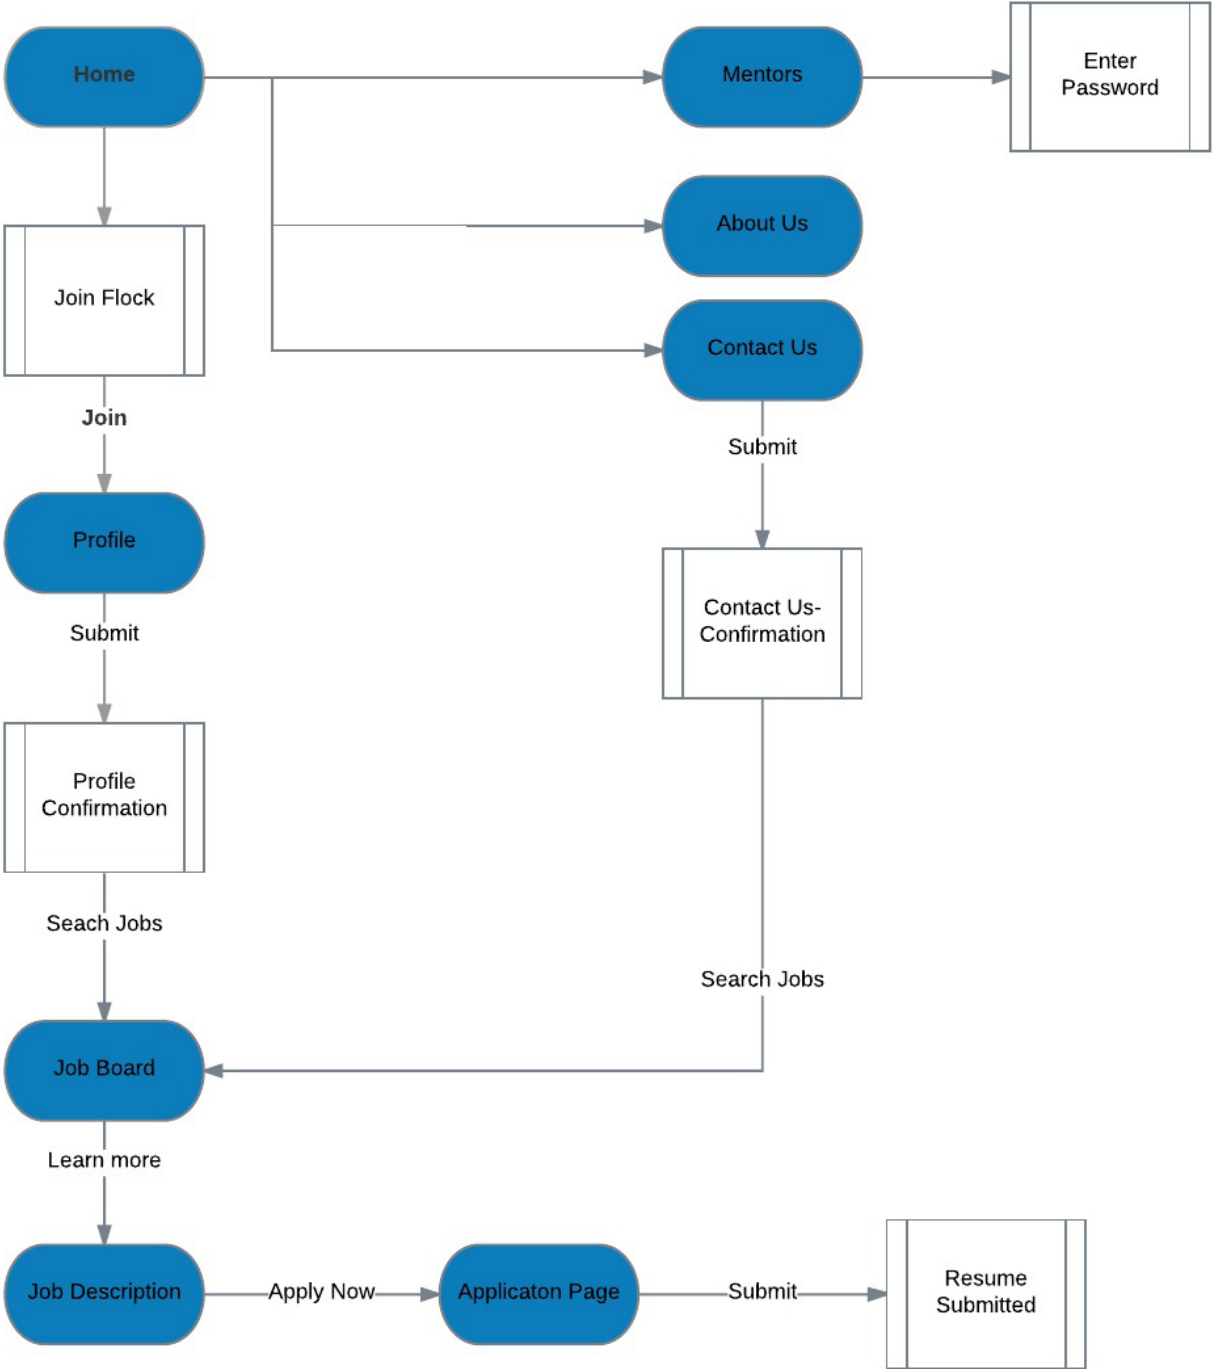 Home
Mentors
Enter
Password
About Us
Join Flock
Contact Us
Join
Submit
Profile
Contact Us-
Confirmation
Submit
Profile
Confirmation
Seach Jobs
Search Jobs
Job Board
Learn more
Job Description
Apply Now
Applicaton Page
Submit
Resume
Submitted